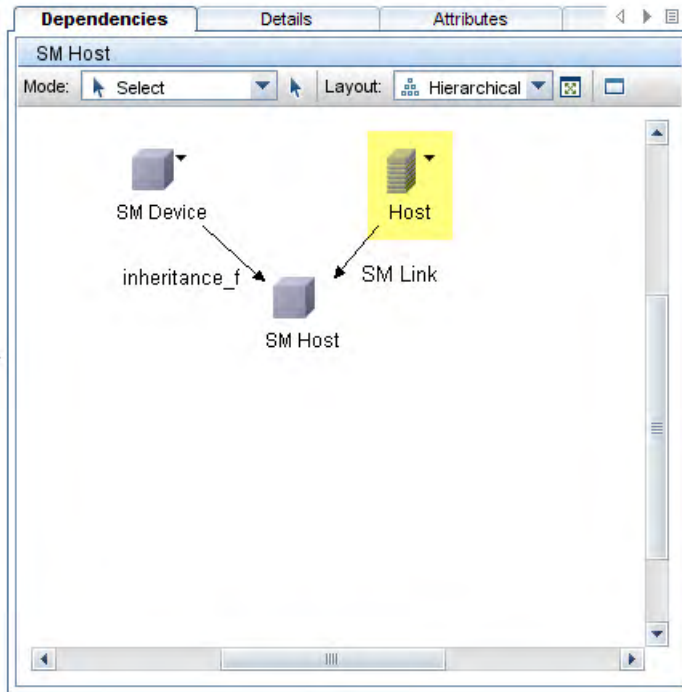 Dependencies Details Attributes
SM Host
Mode: Select Layout: Hierarchical
SM Device Host
inheritance_f SM Link
SM Host